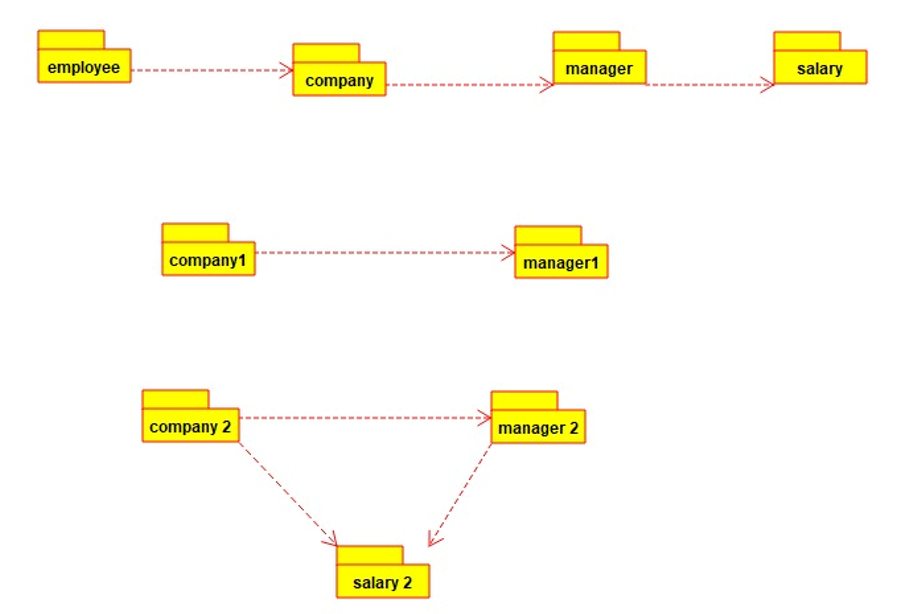 employee
company
manager
salary
company1
manager1
company 2
manager 2
salary 2